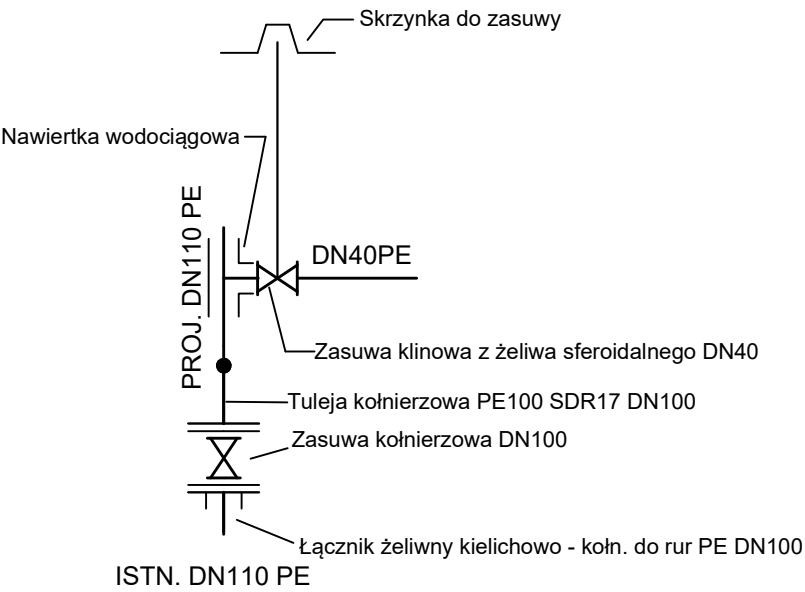 Skrzynka do zasuwy
Nawiertka wodociągowa
PROJ. DN110 PE
DN40PE
Zasuwa klinowa z żeliwa sferoidalnego DN40
Tuleja kołnierzowa PE100 SDR17 DN100
Zasuwa kołnierzowa DN100
Łącznik żeliwny kielichowo - kołn. do rur PE DN100
ISTN. DN110 PE